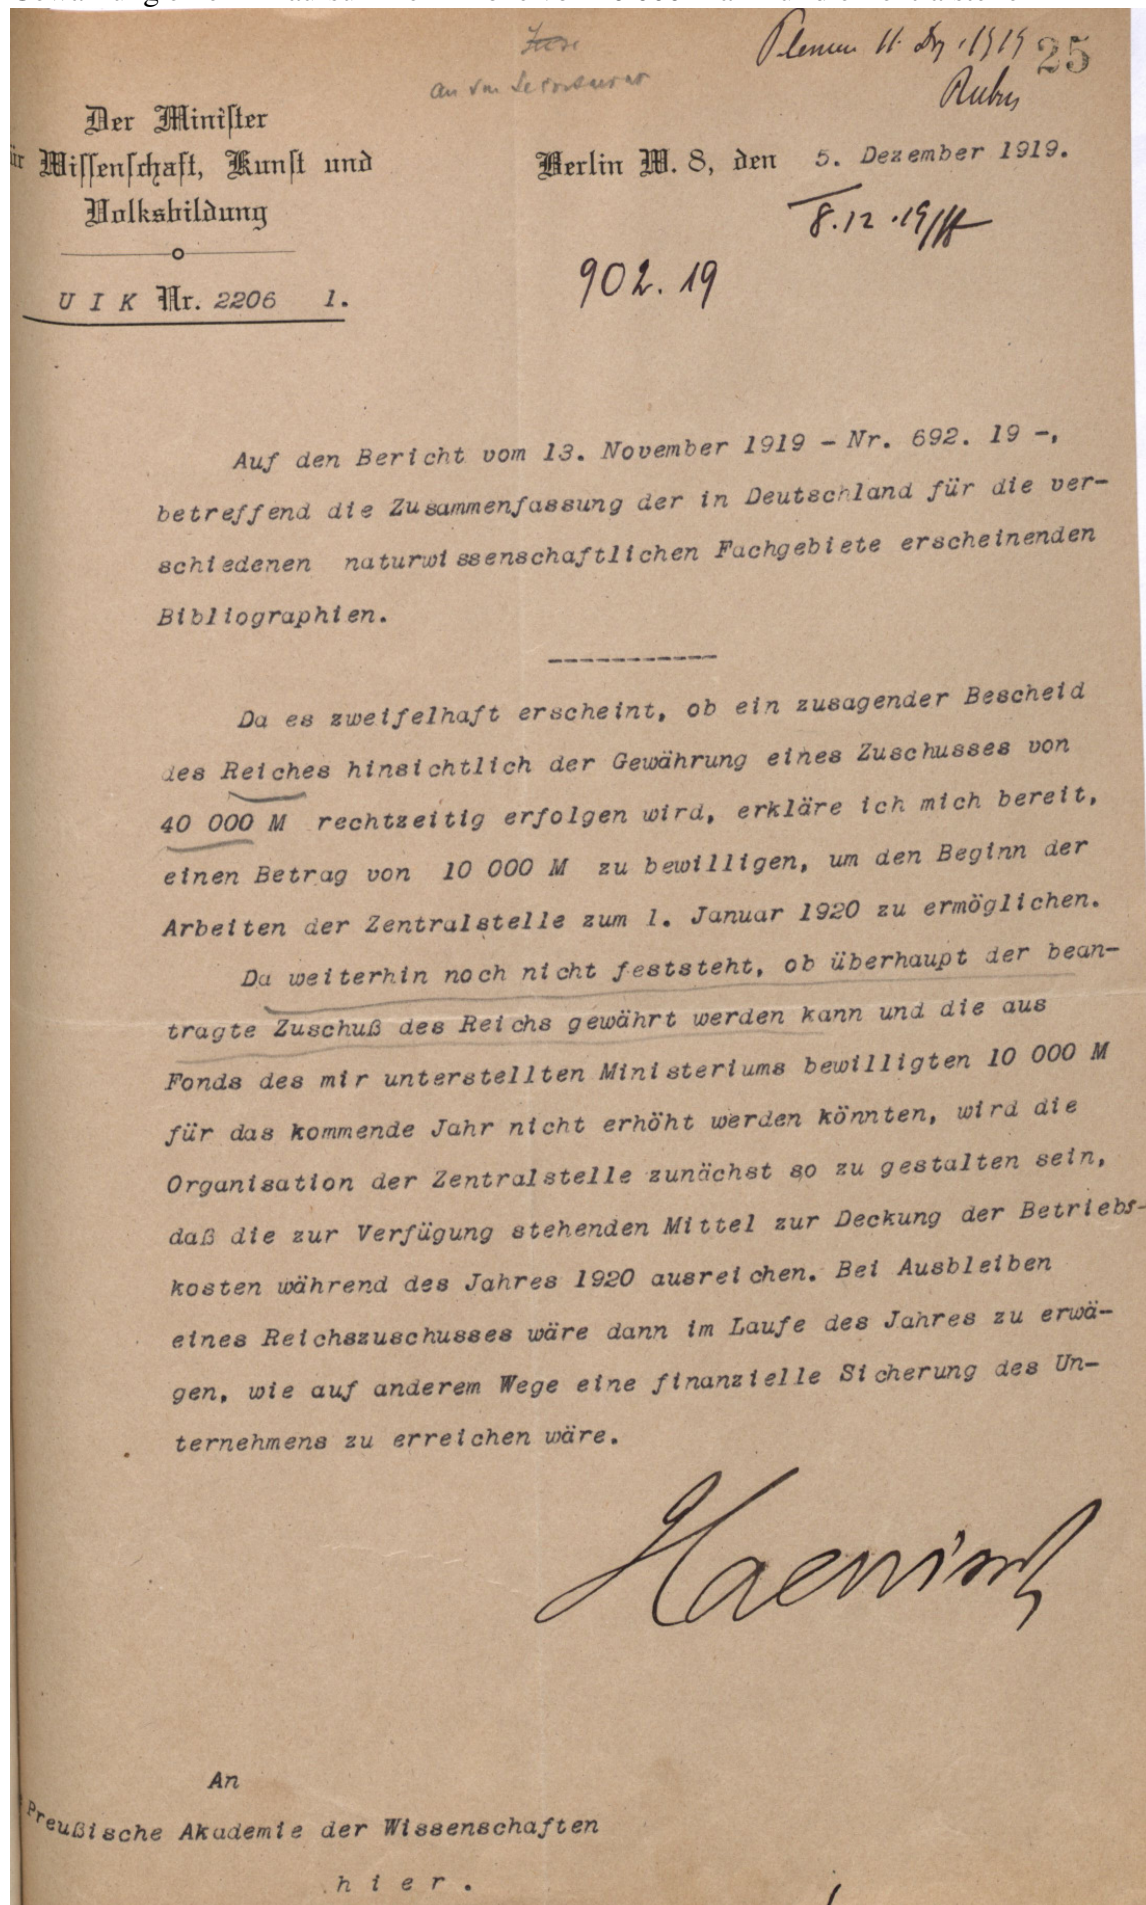 Plenum 11. Dz. 1919 25
an das Sekretariat
Rubns
Der Minister
für Wissenschaft, Kunst und
Volksbildung
Berlin W. 8, den 5. Dezember 1919.
8.12.19
902.19
U I K Nr. 2206 1.
Auf den Bericht vom 13. November 1919 - Nr. 692. 19 -,
betreffend die Zusammenfassung der in Deutschland für die ver-
schiedenen naturwissenschaftlichen Fachgebiete erscheinenden
Bibliographien.
------------
Da es zweifelhaft erscheint, ob ein zusagender Bescheid
des Reiches hinsichtlich der Gewährung eines Zuschusses von
40 000 M rechtzeitig erfolgen wird, erkläre ich mich bereit,
einen Betrag von 10 000 M zu bewilligen, um den Beginn der
Arbeiten der Zentralstelle zum 1. Januar 1920 zu ermöglichen.
Da weiterhin noch nicht feststeht, ob überhaupt der bean-
tragte Zuschuß des Reichs gewährt werden kann und die aus
Fonds des mir unterstellten Ministeriums bewilligten 10 000 M
für das kommende Jahr nicht erhöht werden könnten, wird die
Organisation der Zentralstelle zunächst so zu gestalten sein,
daß die zur Verfügung stehenden Mittel zur Deckung der Betriebs-
kosten während des Jahres 1920 ausreichen. Bei Ausbleiben
eines Reichszuschusses wäre dann im Laufe des Jahres zu erwä-
gen, wie auf anderem Wege eine finanzielle Sicherung des Un-
ternehmens zu erreichen wäre.
Haenisch
An
Preußische Akademie der Wissenschaften
hier.